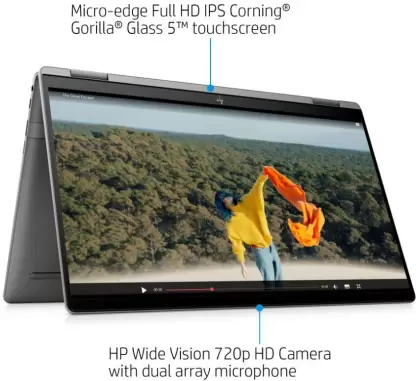 Micro-edge Full HD IPS Corning®
Gorilla® Glass 5™ touchscreen
hp
HP Wide Vision 720p HD Camera
with dual array microphone